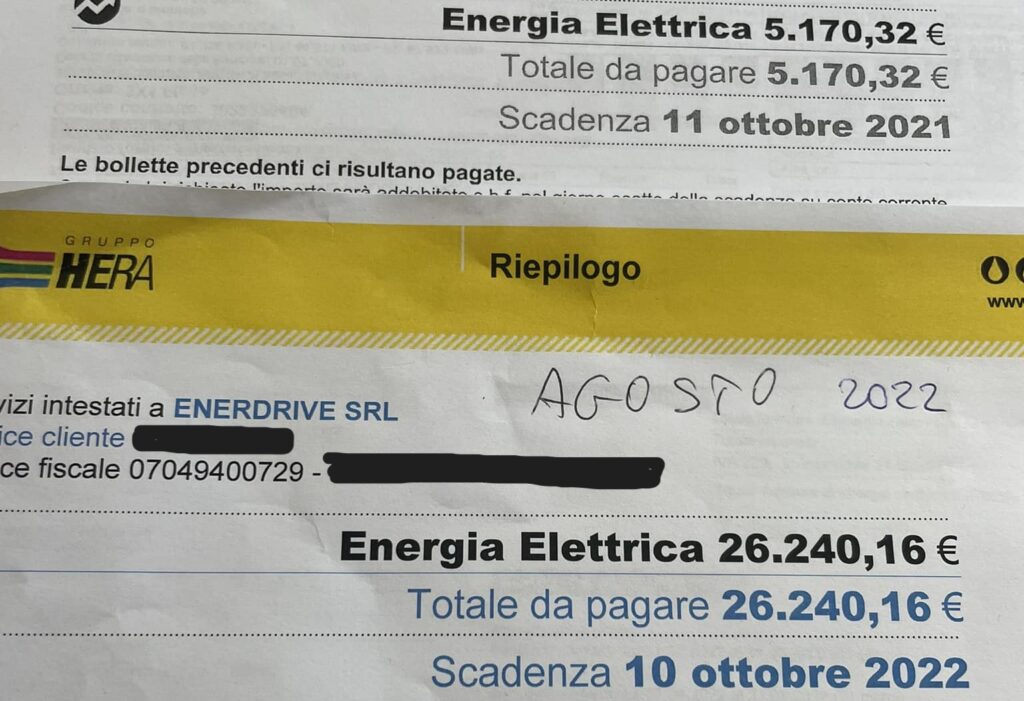 Energia Elettrica 5.170,32 €
Totale da pagare 5.170,32 €
Scadenza 11 ottobre 2021
Le bollette precedenti ci risultano pagate.
GRUPPO
HERA
Riepilogo
www
AGOSTO 2022
vizi intestati a ENERDRIVE SRL
ice cliente
ce fiscale 07049400729 -
Energia Elettrica 26.240,16 €
Totale da pagare 26.240,16 €
Scadenza 10 ottobre 2022